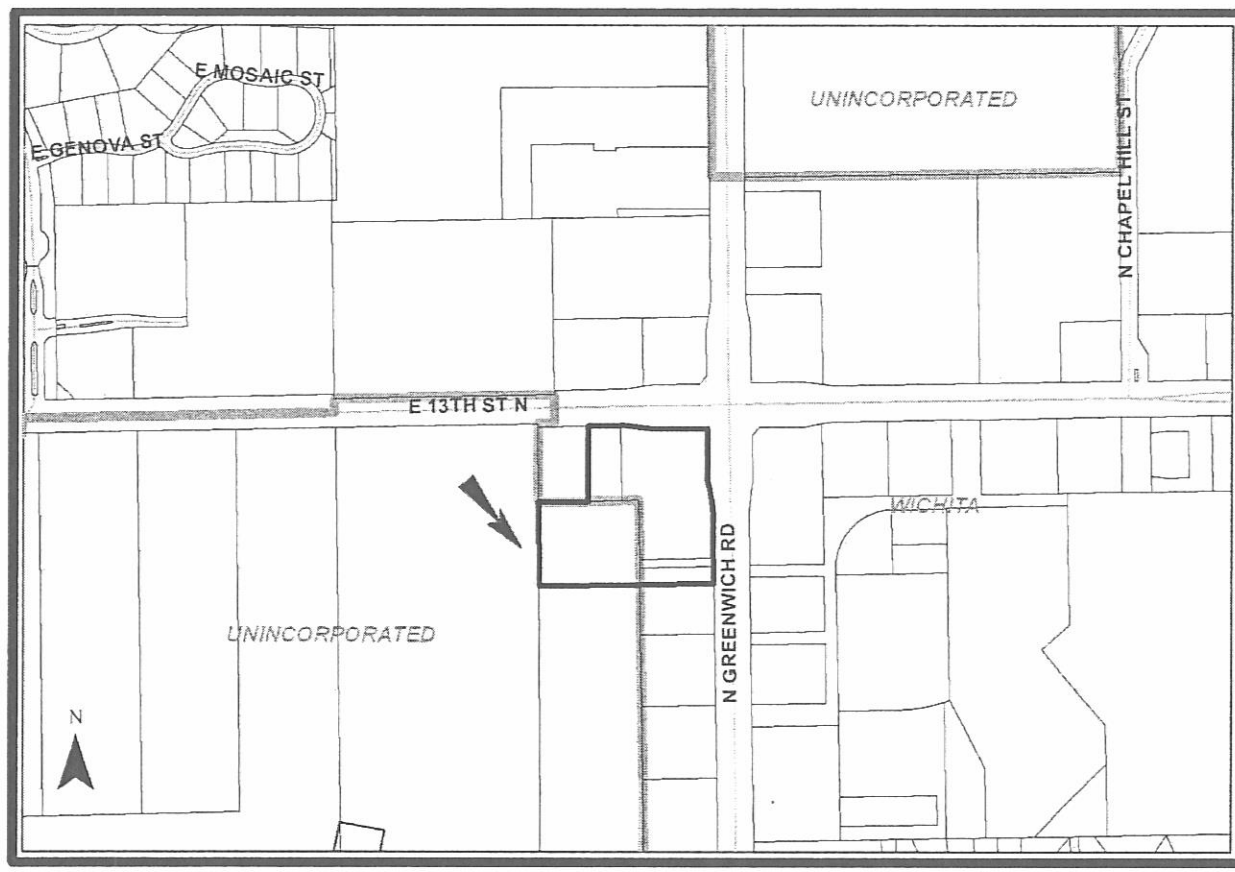 E MOSAIC ST
UNINCORPORATED
E GENOVA ST
N CHAPEL HILL ST
E 13TH ST N
WICHITA
N GREENWICH RD
UNINCORPORATED
N